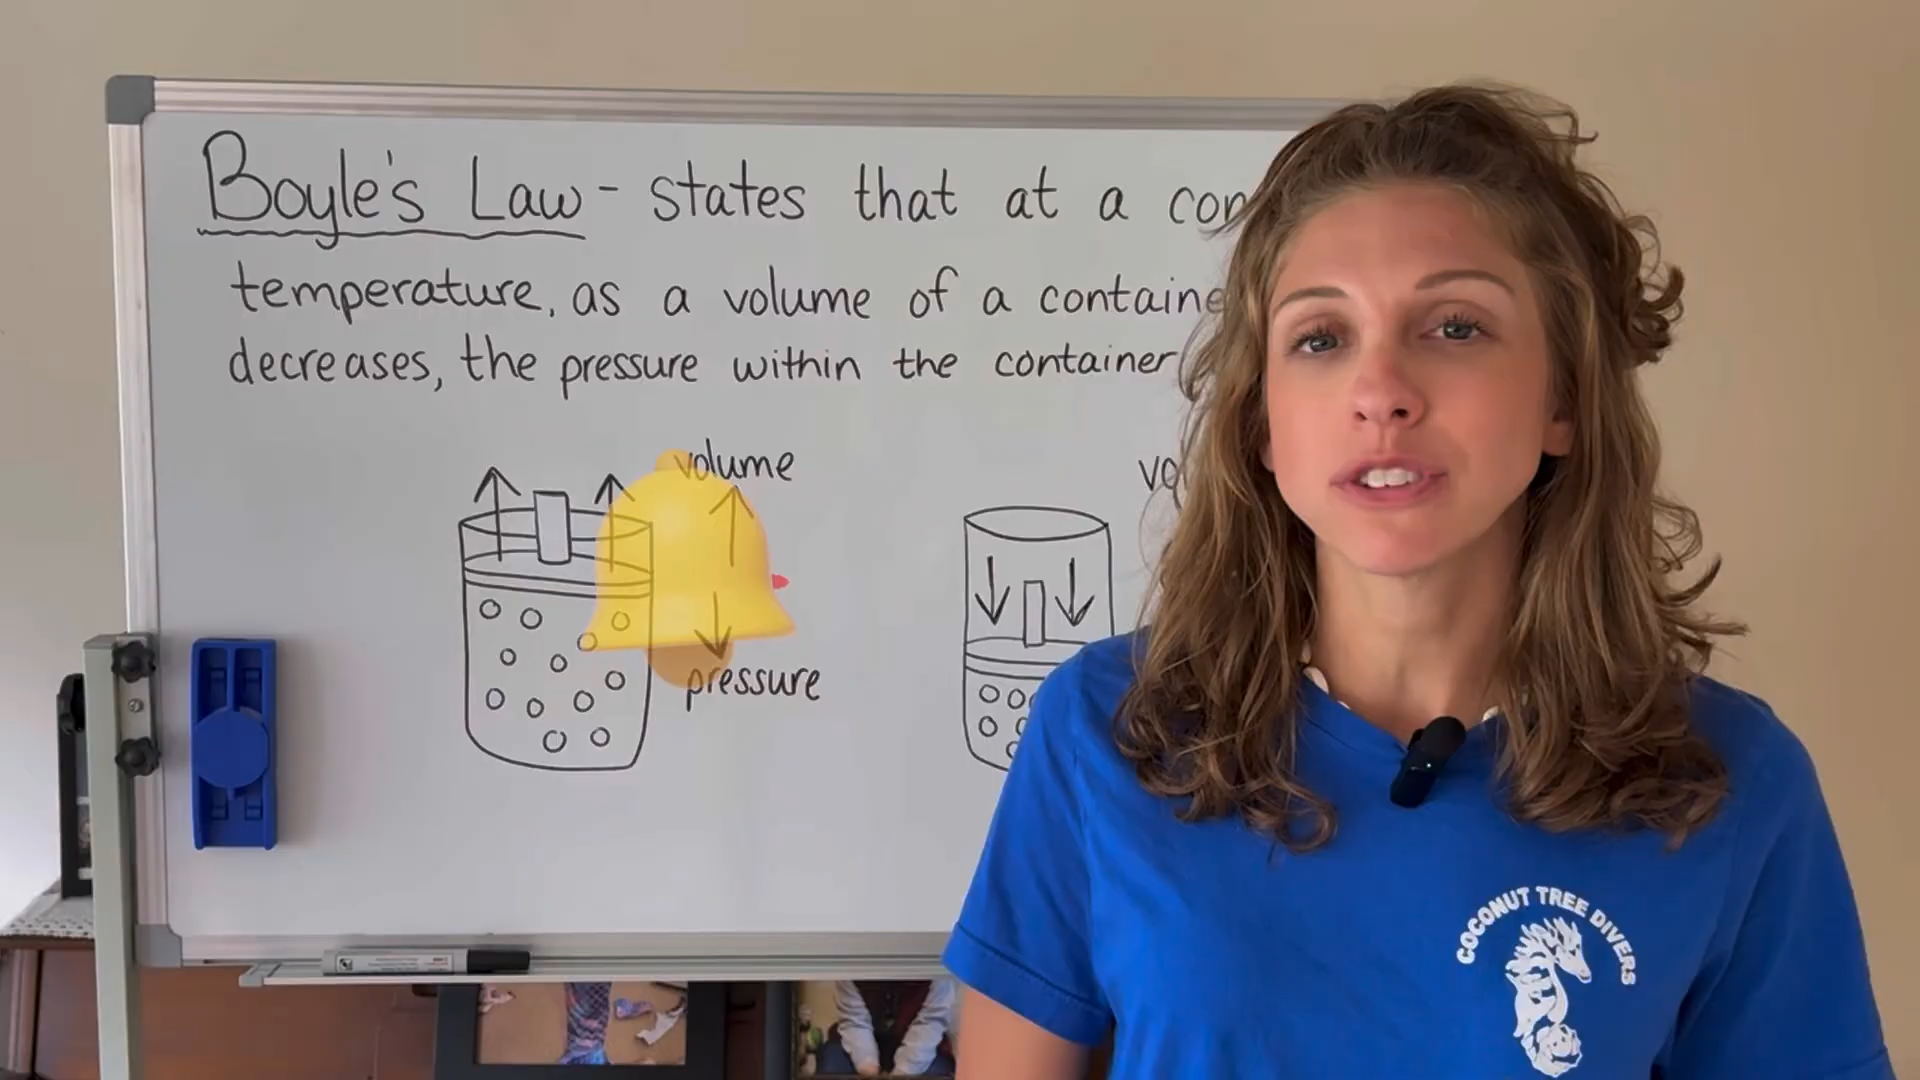 Boyle's Law - states that at a con
temperature, as a volume of a containe
decreases, the pressure within the container
volume
vo
pressure
COCONUT TREE DIVERS